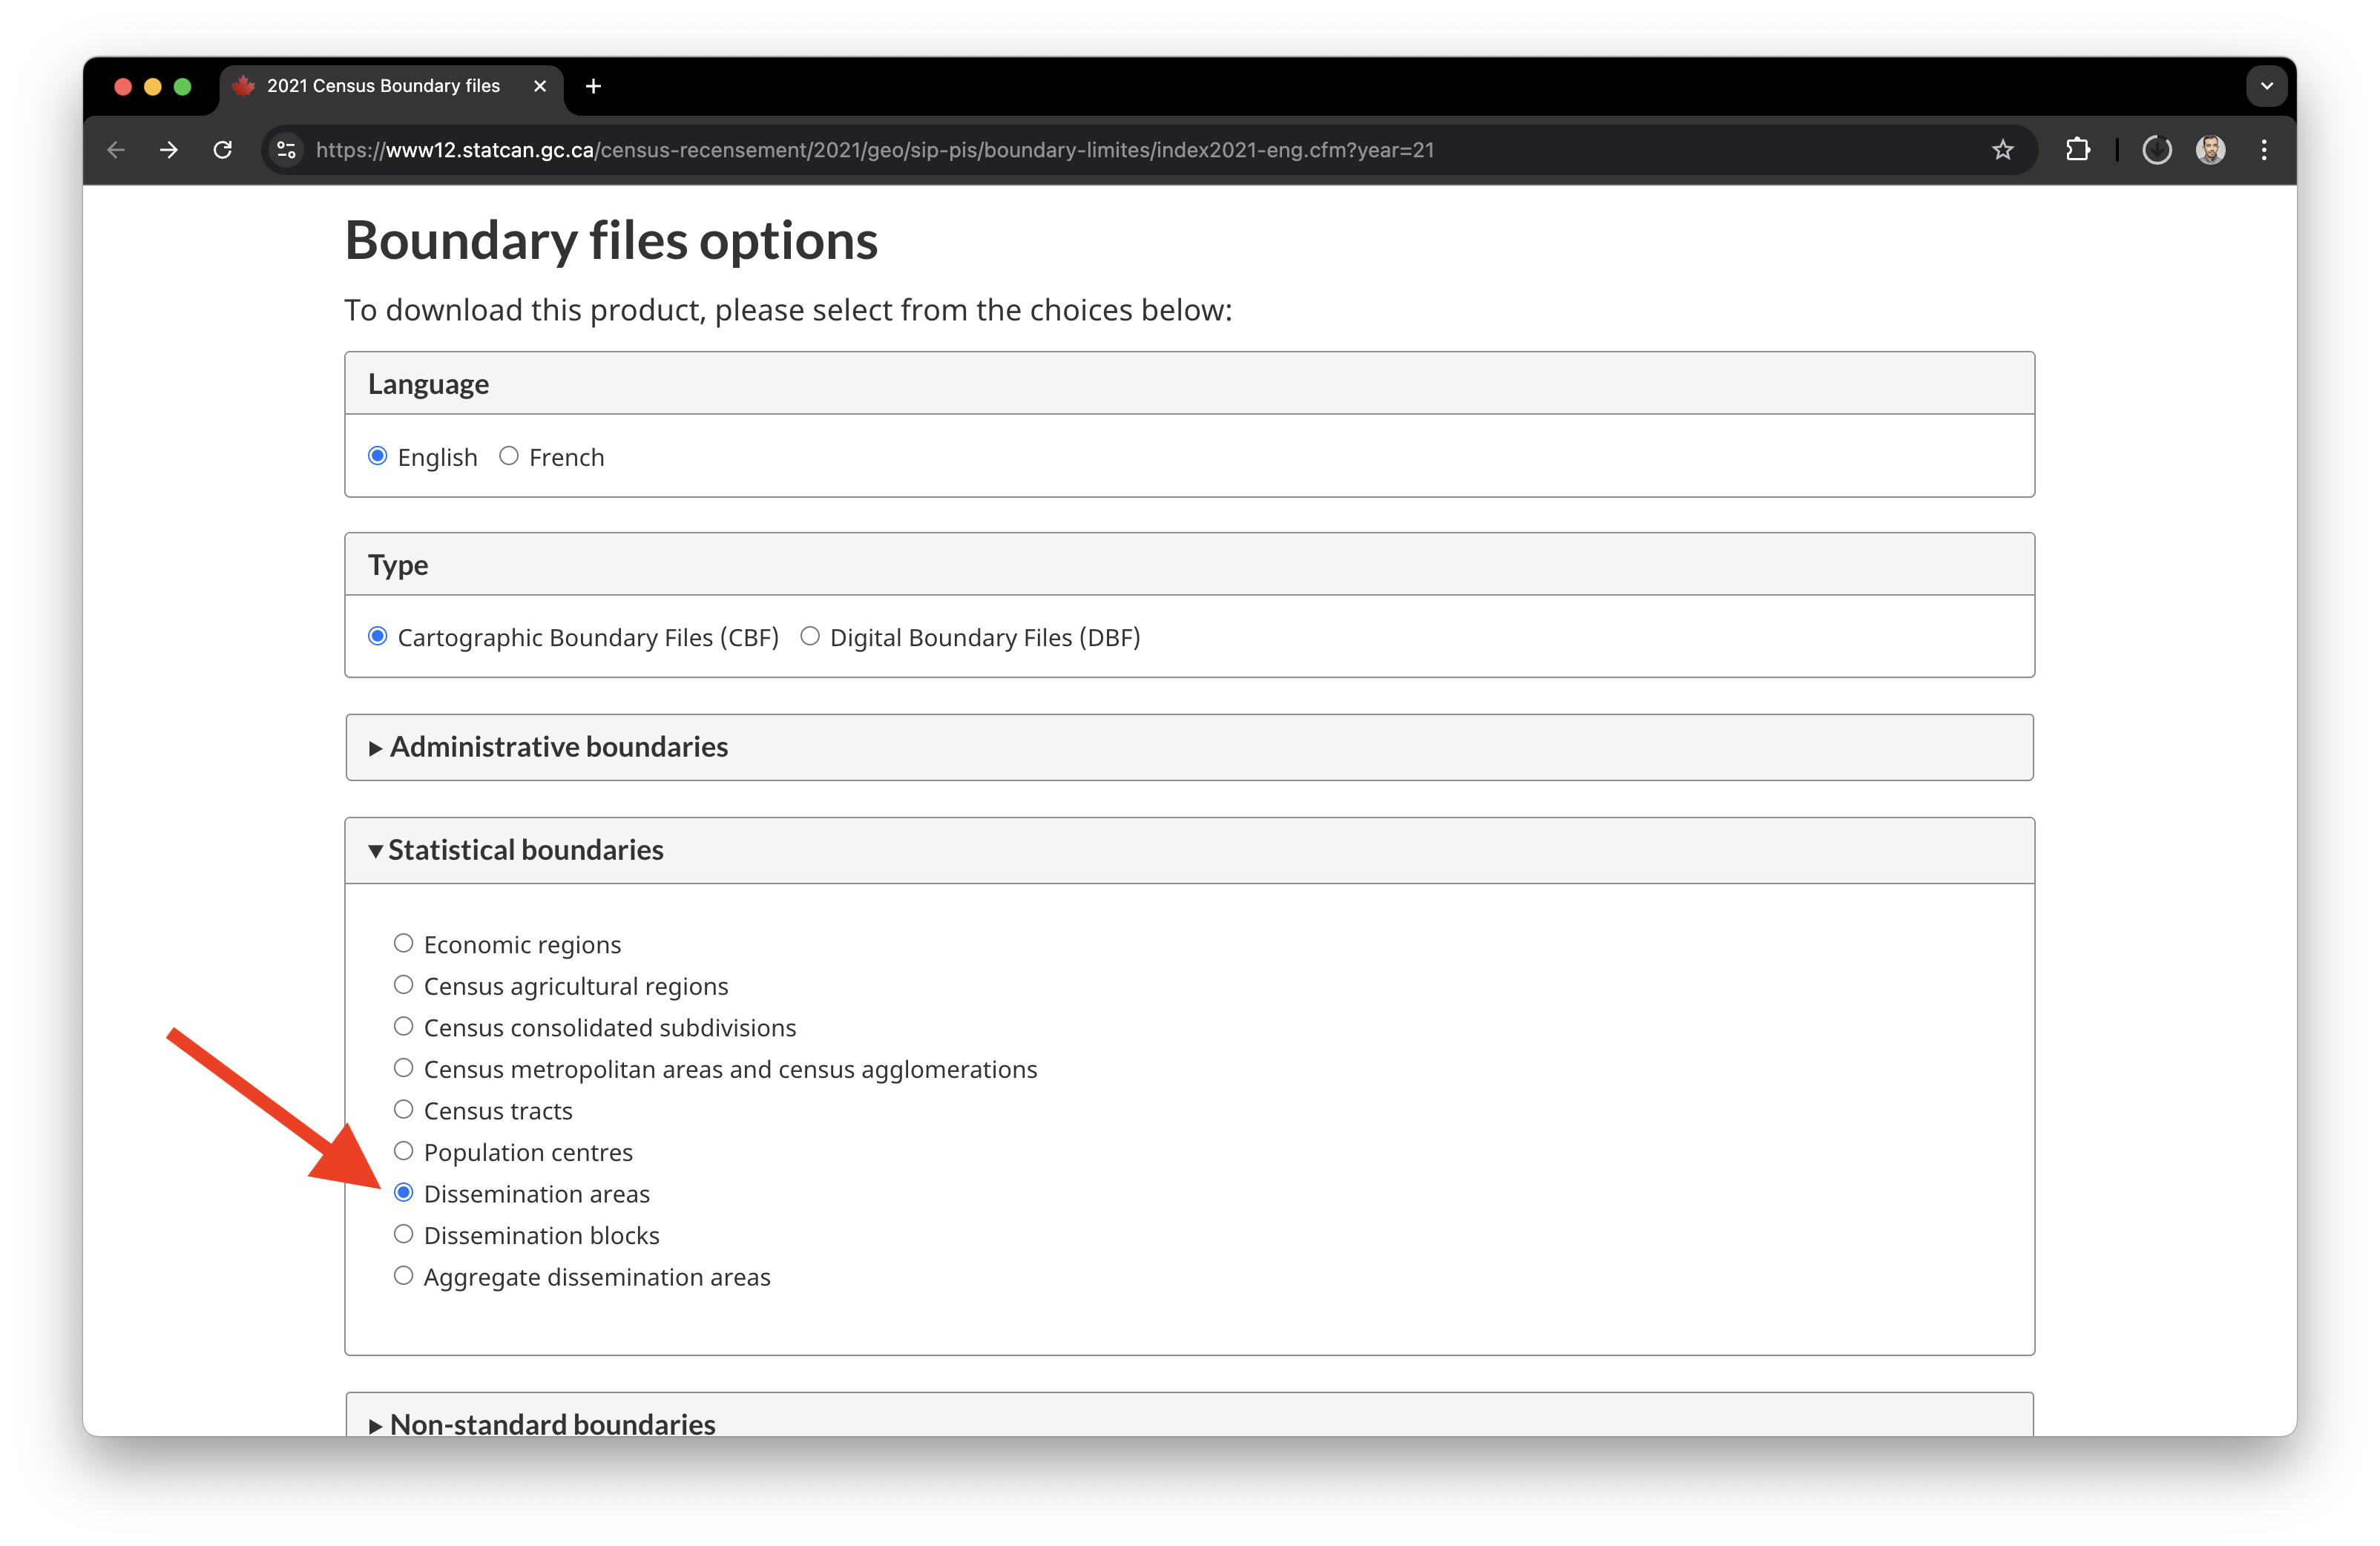 2021 Census Boundary files
https://www12.statcan.gc.ca/census-recensement/2021/geo/sip-pis/boundary-limites/index2021-eng.cfm?year=21
Boundary files options
To download this product, please select from the choices below:
Language
English French
Type
Cartographic Boundary Files (CBF) Digital Boundary Files (DBF)
Administrative boundaries
Statistical boundaries
Economic regions
Census agricultural regions
Census consolidated subdivisions
Census metropolitan areas and census agglomerations
Census tracts
Population centres
Dissemination areas
Dissemination blocks
Aggregate dissemination areas
Non-standard boundaries